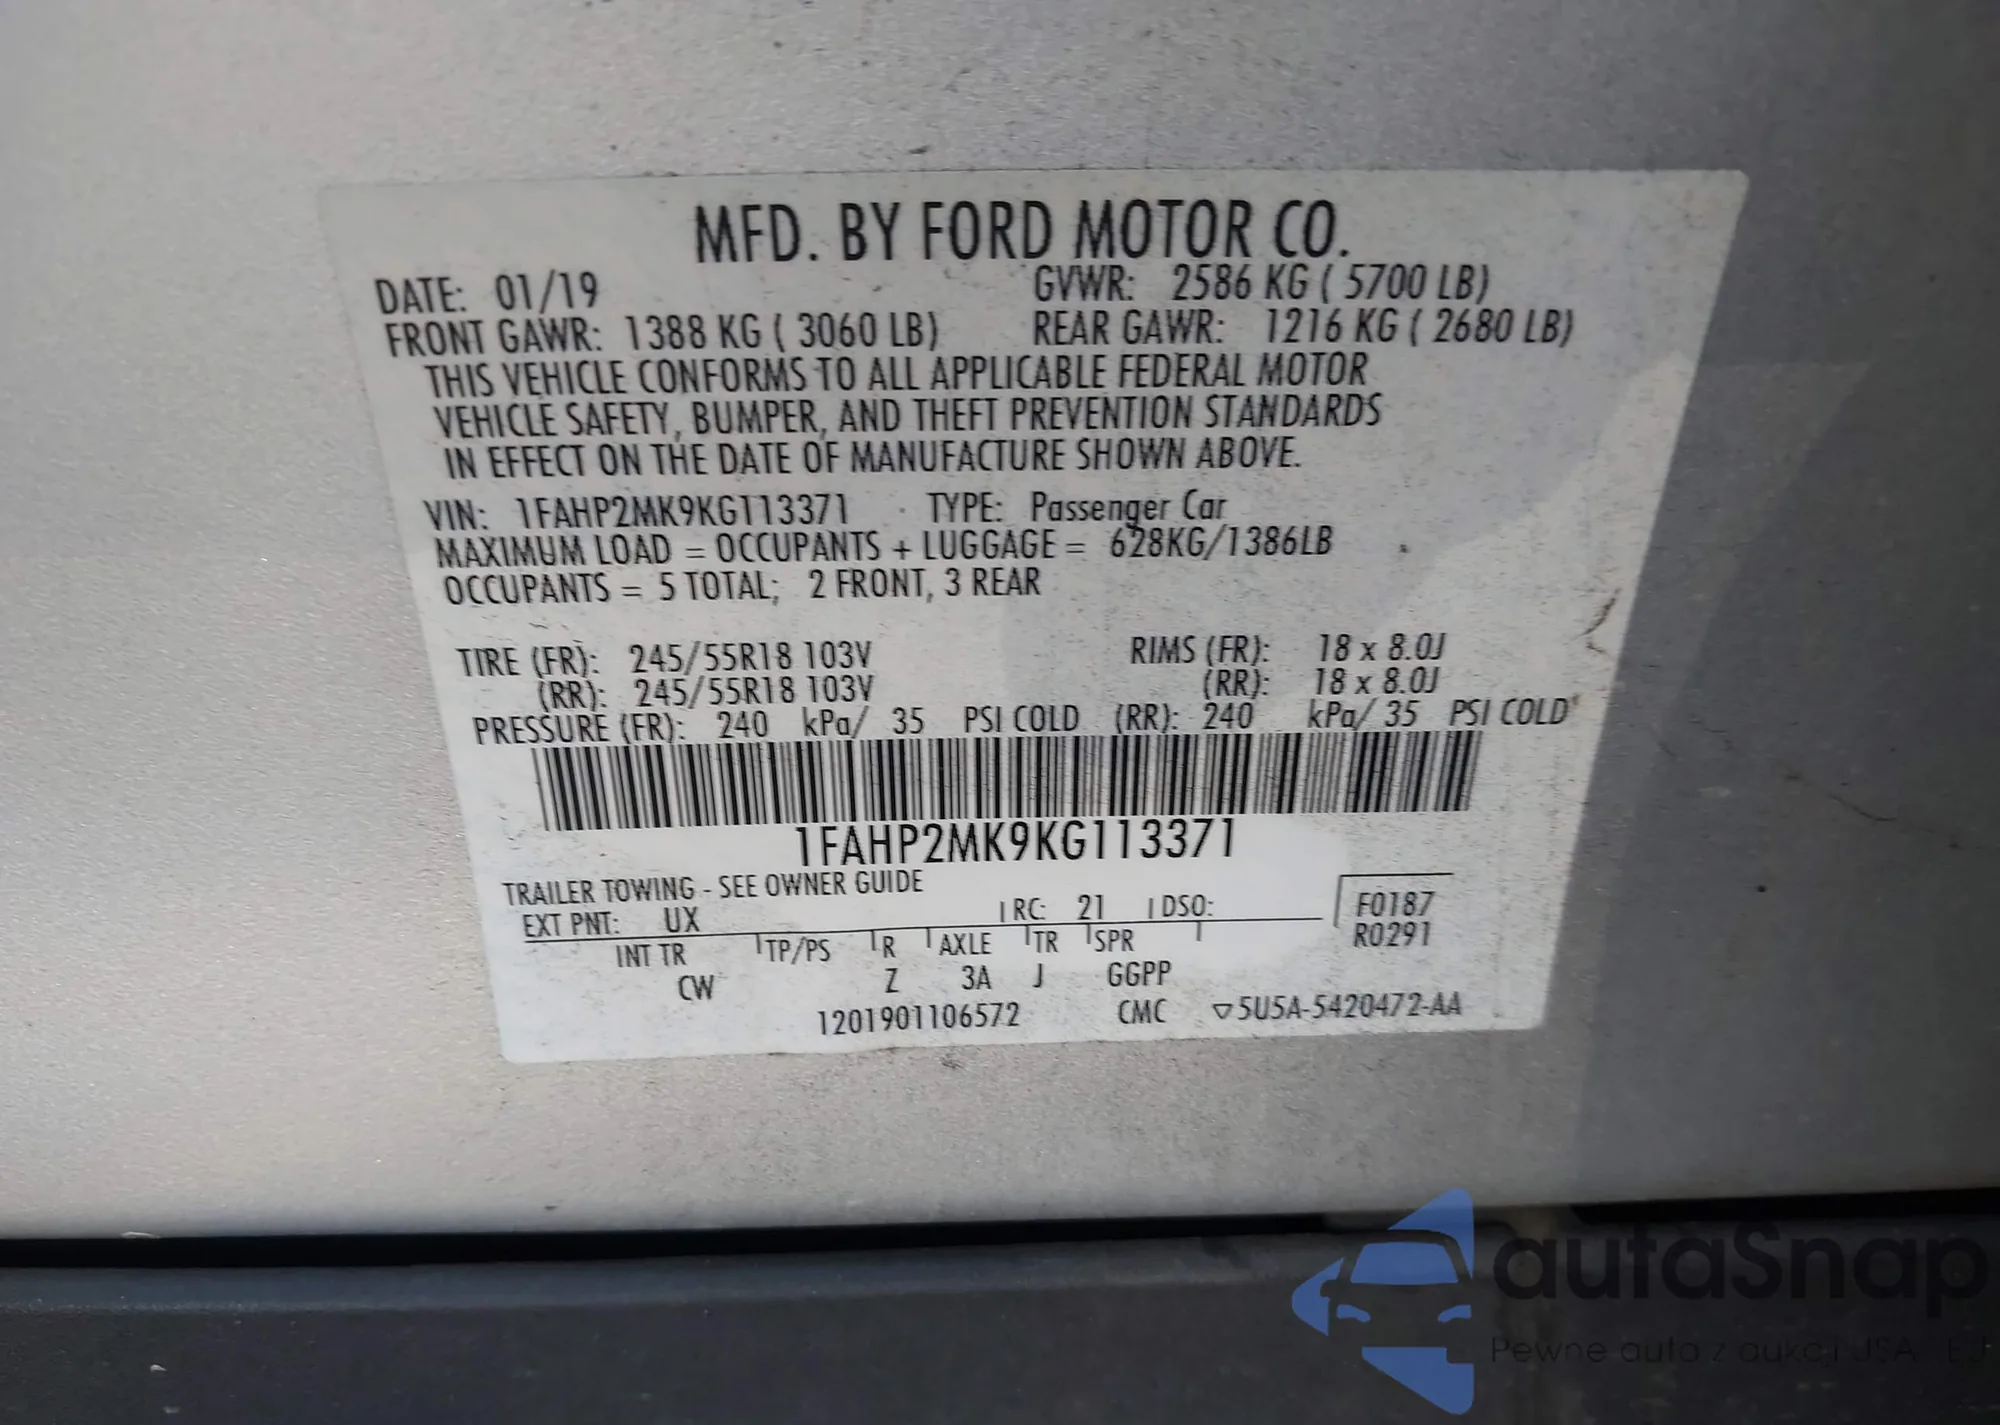 MFD. BY FORD MOTOR CO.
DATE: 01/19 GVWR: 2586 KG ( 5700 LB)
FRONT GAWR: 1388 KG ( 3060 LB) REAR GAWR: 1216 KG ( 2680 LB)
THIS VEHICLE CONFORMS TO ALL APPLICABLE FEDERAL MOTOR
VEHICLE SAFETY, BUMPER, AND THEFT PREVENTION STANDARDS
IN EFFECT ON THE DATE OF MANUFACTURE SHOWN ABOVE.
VIN: 1FAHP2MK9KG113371 TYPE: Passenger Car
MAXIMUM LOAD = OCCUPANTS + LUGGAGE = 628KG/1386LB
OCCUPANTS = 5 TOTAL; 2 FRONT, 3 REAR
TIRE (FR): 245/55R18 103V RIMS (FR): 18 x 8.0J
(RR): 245/55R18 103V (RR): 18 x 8.0J
PRESSURE (FR): 240 kPa/ 35 PSI COLD (RR): 240 kPa/ 35 PSI COLD
1FAHP2MK9KG113371
TRAILER TOWING - SEE OWNER GUIDE
EXT PNT: UX RC: 21 DSO: F0187
INT TR TP/PS R AXLE TR SPR R0291
CW Z 3A J GGPP
1201901106572 CMC ▽5U5A-5420472-AA
autaSnap
Pewne auta z aukcji USA